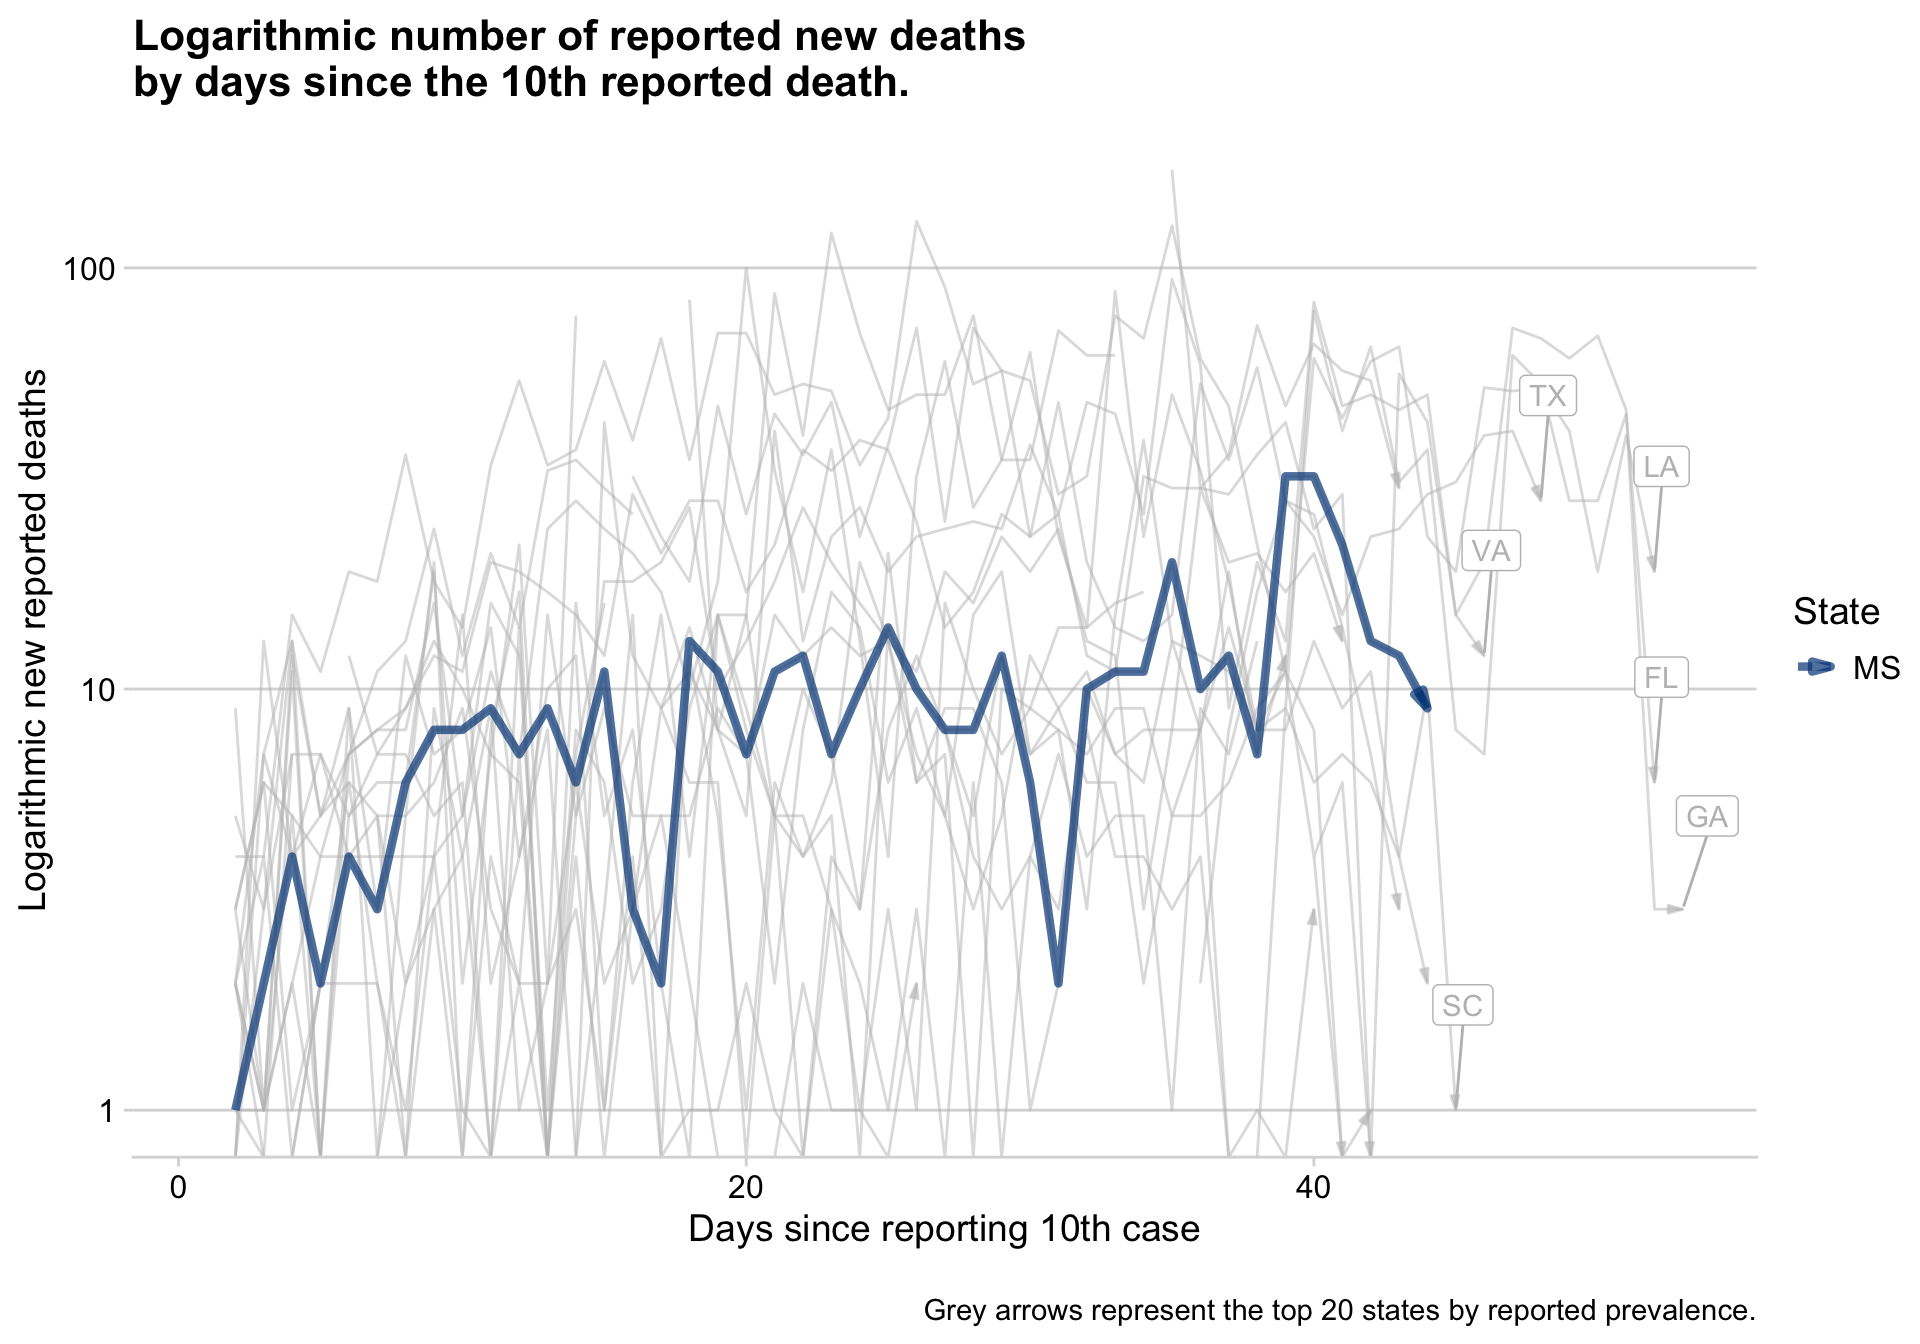 Logarithmic number of reported new deaths
by days since the 10th reported death.
Logarithmic new reported deaths
100
10
1
TX
LA
VA
FL
GA
SC
State
MS
0
20
40
Days since reporting 10th case
Grey arrows represent the top 20 states by reported prevalence.